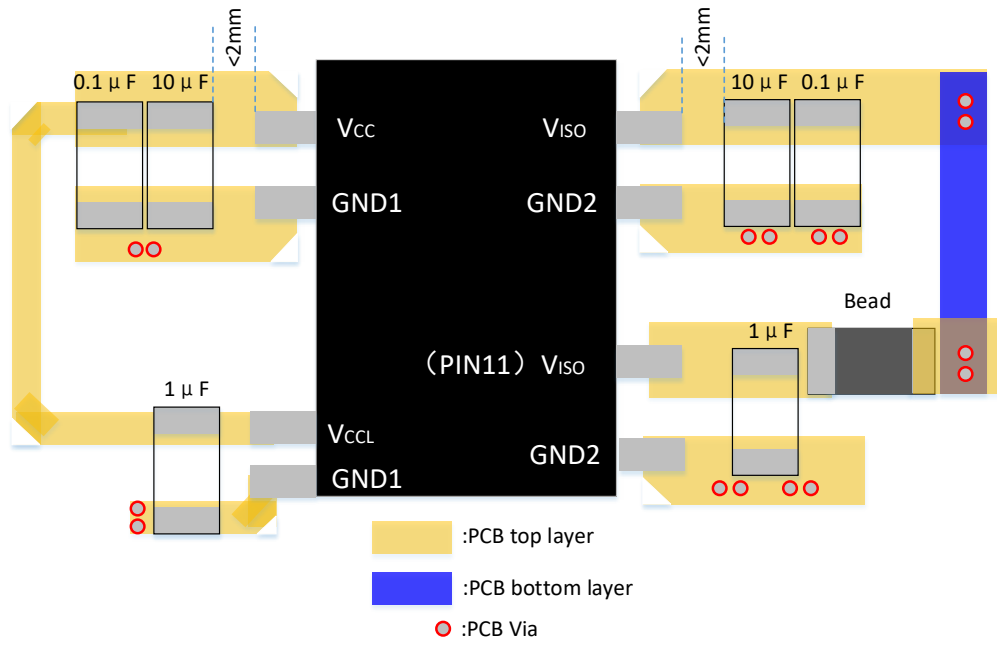 <2mm
<2mm
0.1 μ F
10 μ F
10 μ F
0.1 μ F
VCC
VISO
GND1
GND2
Bead
1 μ F
（PIN11）VISO
1 μ F
VCCL
GND2
GND1
:PCB top layer
:PCB bottom layer
:PCB Via